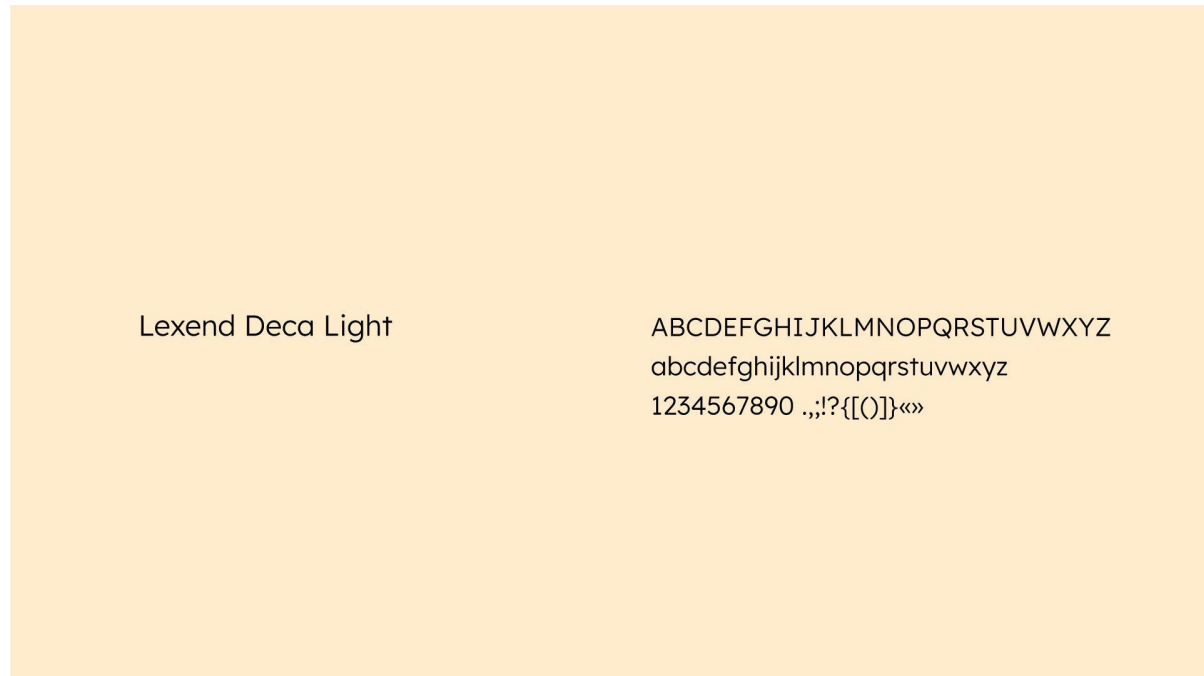 Lexend Deca Light
ABCDEFGHIJKLMNOPQRSTUVWXYZ
abcdefghijklmnopqrstuvwxyz
1234567890 .,;!?{[()]}«»